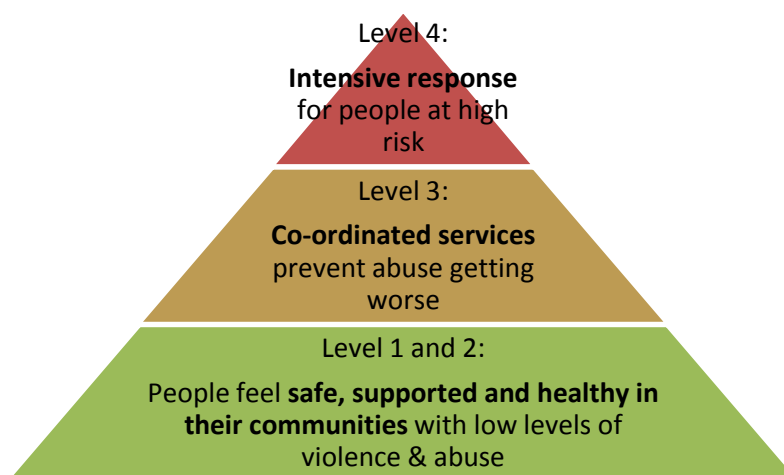 Level 4:
Intensive response
for people at high
risk
Level 3:
Co-ordinated services
prevent abuse getting
worse
Level 1 and 2:
People feel safe, supported and healthy in
their communities with low levels of
violence & abuse